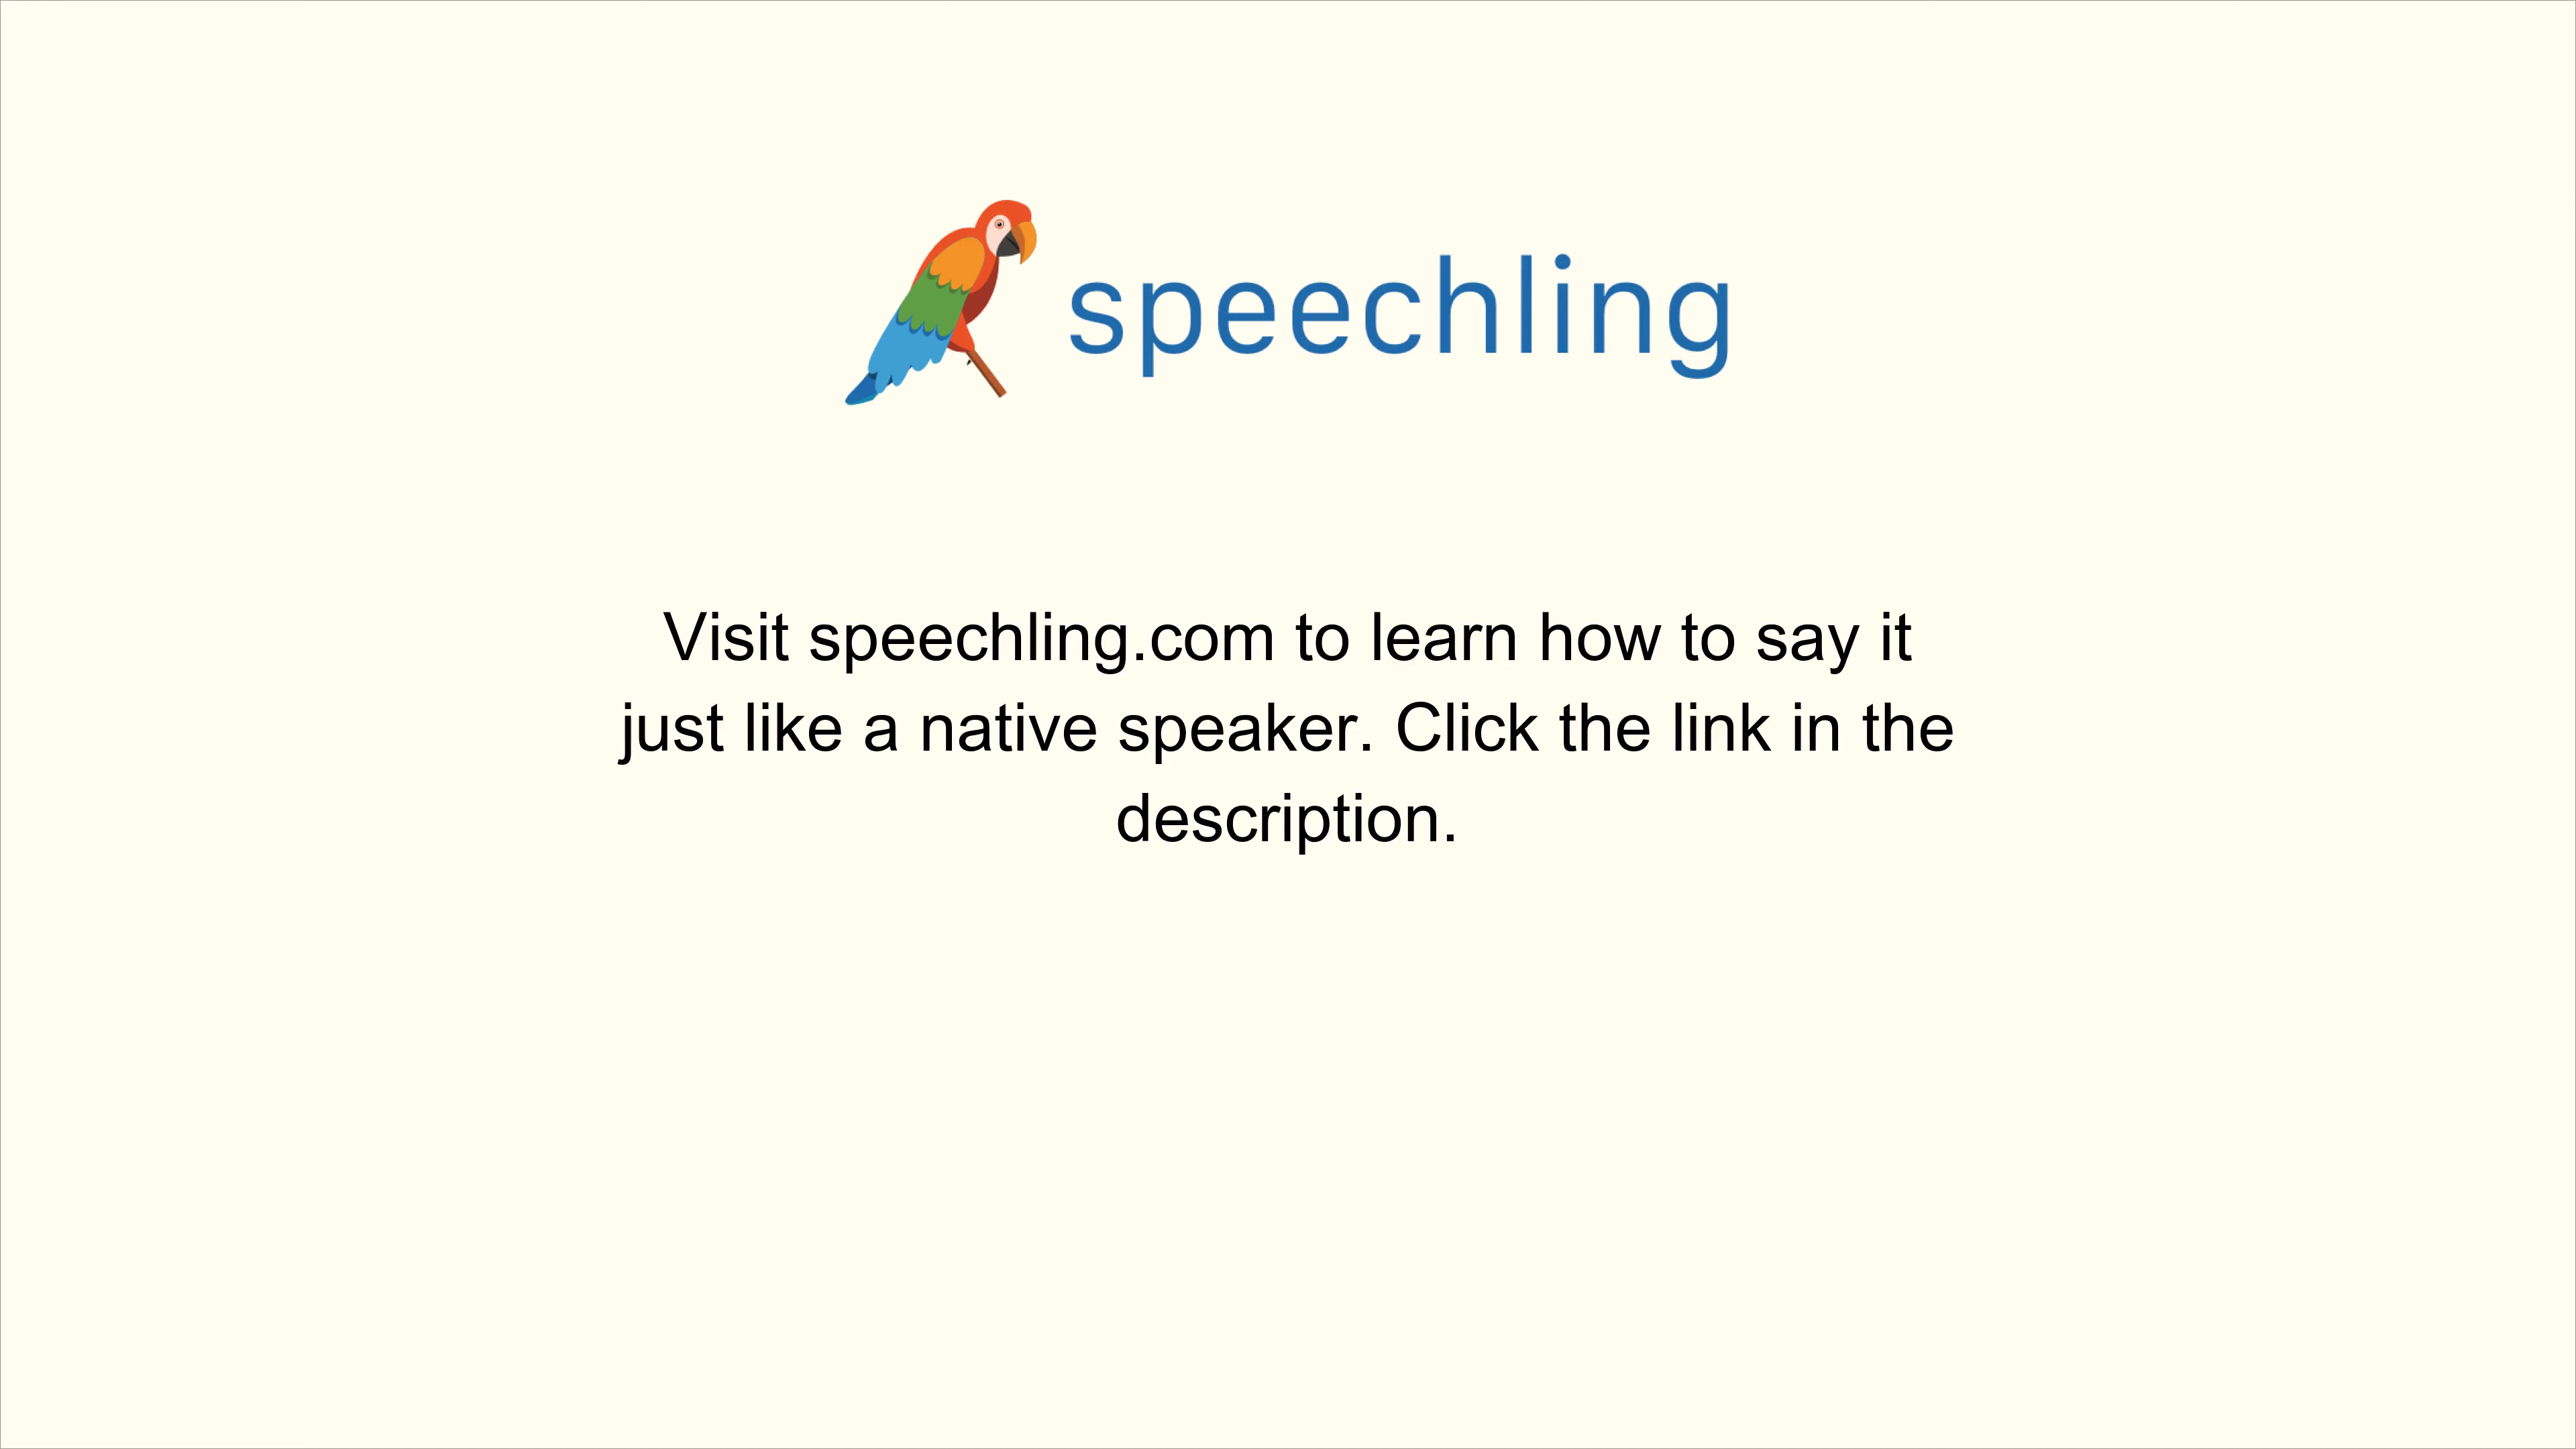 speechling
Visit speechling.com to learn how to say it
just like a native speaker. Click the link in the
description.